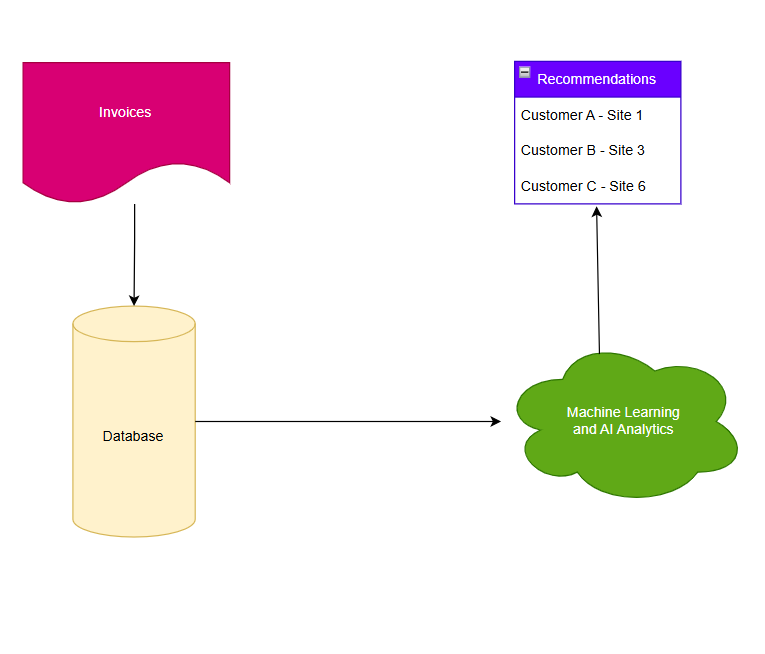 Invoices
Recommendations
Customer A - Site 1
Customer B - Site 3
Customer C - Site 6
Database
Machine Learning
and AI Analytics